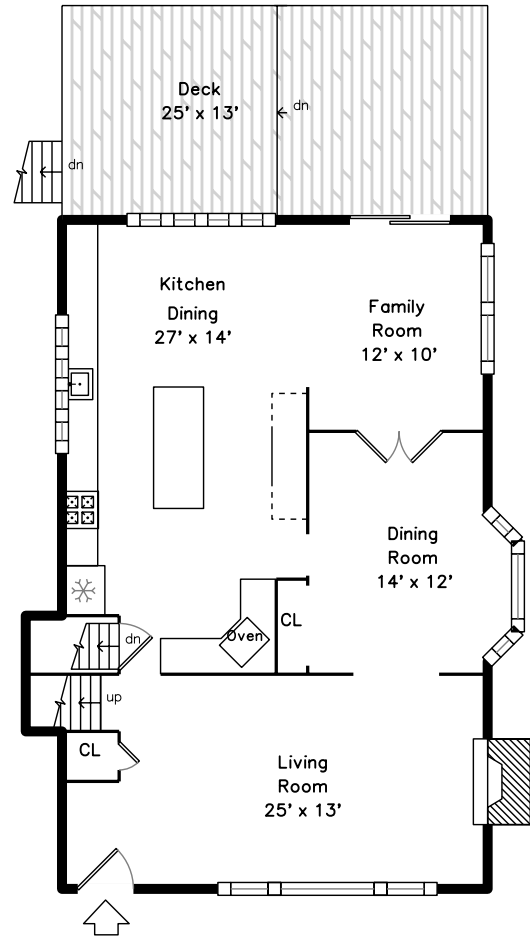 Deck
25' x 13'
dn
dn
Kitchen
Dining
27' x 14'
Family
Room
12' x 10'
Dining
Room
14' x 12'
CL
Oven
dn
up
CL
Living
Room
25' x 13'